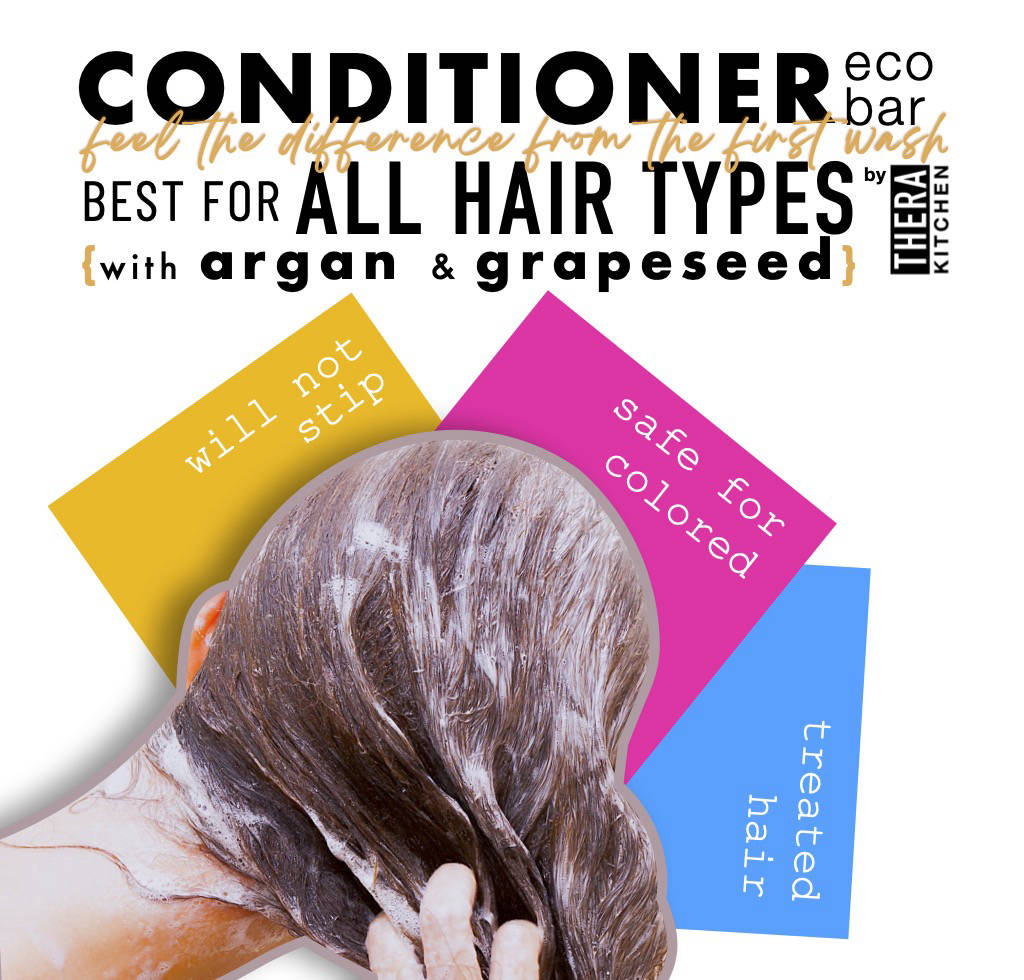 CONDITIONER eco bar
feel the difference from the first wash
BEST FOR ALL HAIR TYPES by THERA KITCHEN
{with argan & grapeseed}
will not
stip
safe for
colored
treated
hair